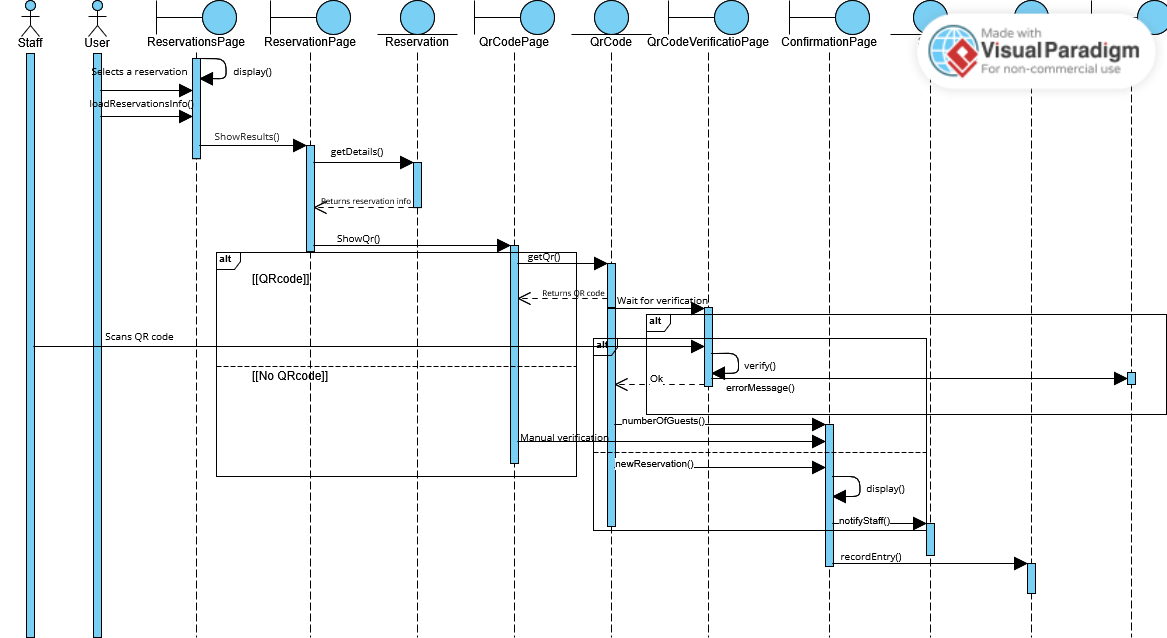 Staff
User
ReservationsPage
ReservationPage
Reservation
QrCodePage
QrCode
QrCodeVerificatioPage
ConfirmationPage
Made with
VisualParadigm
For non-commercial use
Selects a reservation
display()
loadReservationsInfo()
ShowResults()
getDetails()
Returns reservation info
ShowQr()
alt
getQr()
[[QRcode]]
Returns QR code
Wait for verification
alt
Scans QR code
alt
verify()
[[No QRcode]]
Ok
errorMessage()
numberOfGuests()
Manual verification
newReservation()
display()
notifyStaff()
recordEntry()